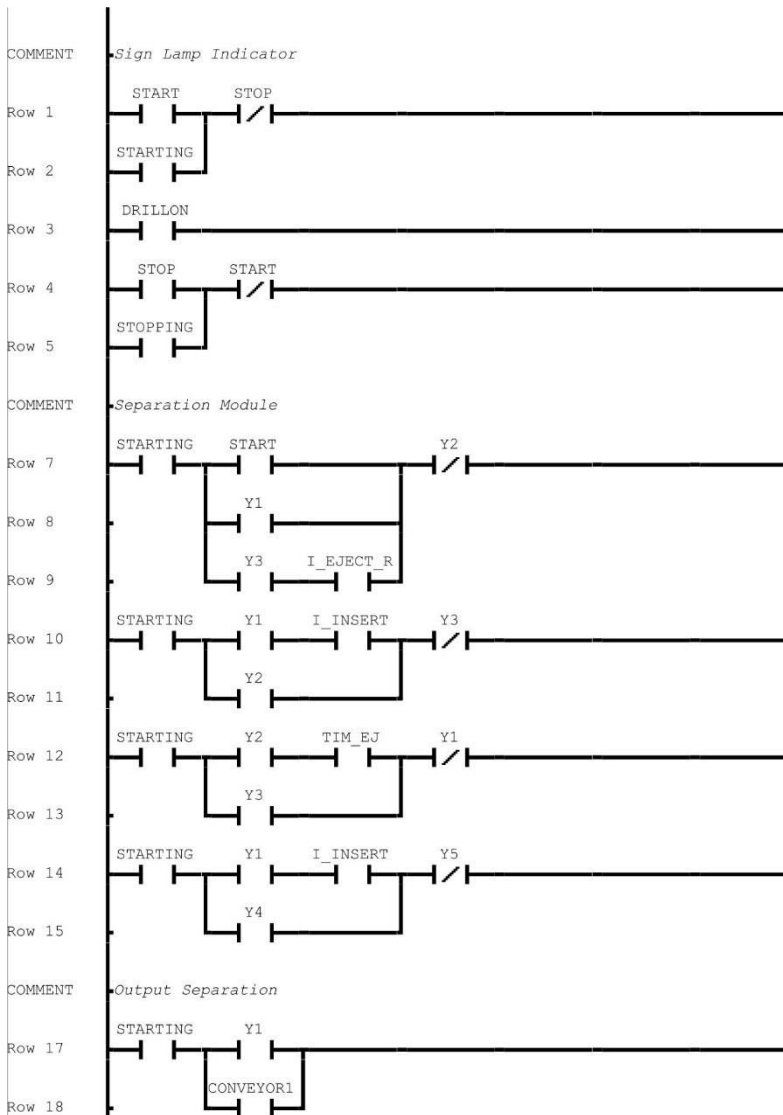 COMMENT Sign Lamp Indicator
START STOP
Row 1
STARTING
Row 2
DRILLON
Row 3
STOP START
Row 4
STOPPING
Row 5
COMMENT Separation Module
STARTING START Y2
Row 7
Y1
Row 8
Y3 I_EJECT_R
Row 9
STARTING Y1 I_INSERT Y3
Row 10
Y2
Row 11
STARTING Y2 TIM_EJ Y1
Row 12
Y3
Row 13
STARTING Y1 I_INSERT Y5
Row 14
Y4
Row 15
COMMENT Output Separation
STARTING Y1
Row 17
CONVEYOR1
Row 18